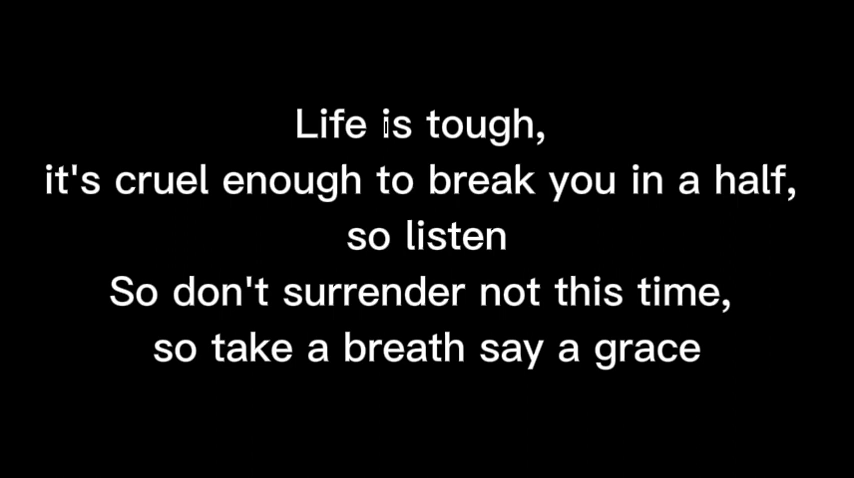 Life is tough,
it's cruel enough to break you in a half,
so listen
So don't surrender not this time,
so take a breath say a grace